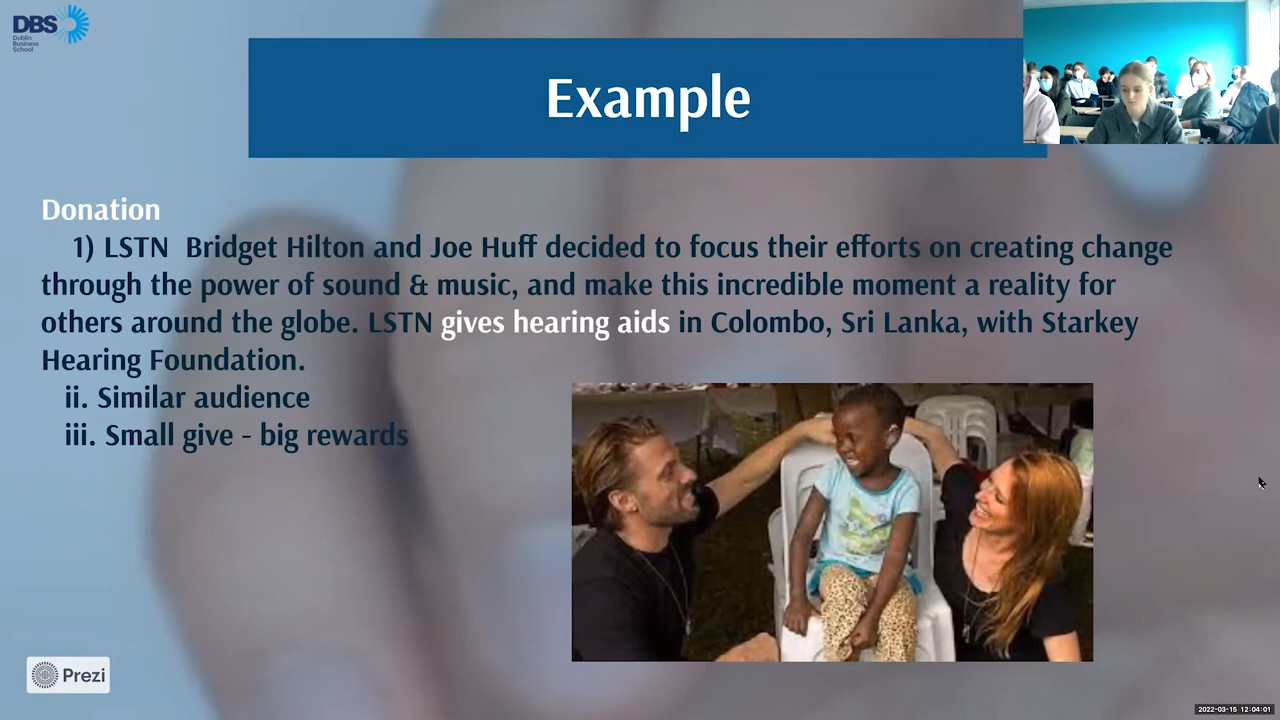 DBS
Dublin
Business
School
Example
Donation
1) LSTN Bridget Hilton and Joe Huff decided to focus their efforts on creating change
through the power of sound & music, and make this incredible moment a reality for
others around the globe. LSTN gives hearing aids in Colombo, Sri Lanka, with Starkey
Hearing Foundation.
ii. Similar audience
iii. Small give - big rewards
Prezi
2022-03-15 12:04:01